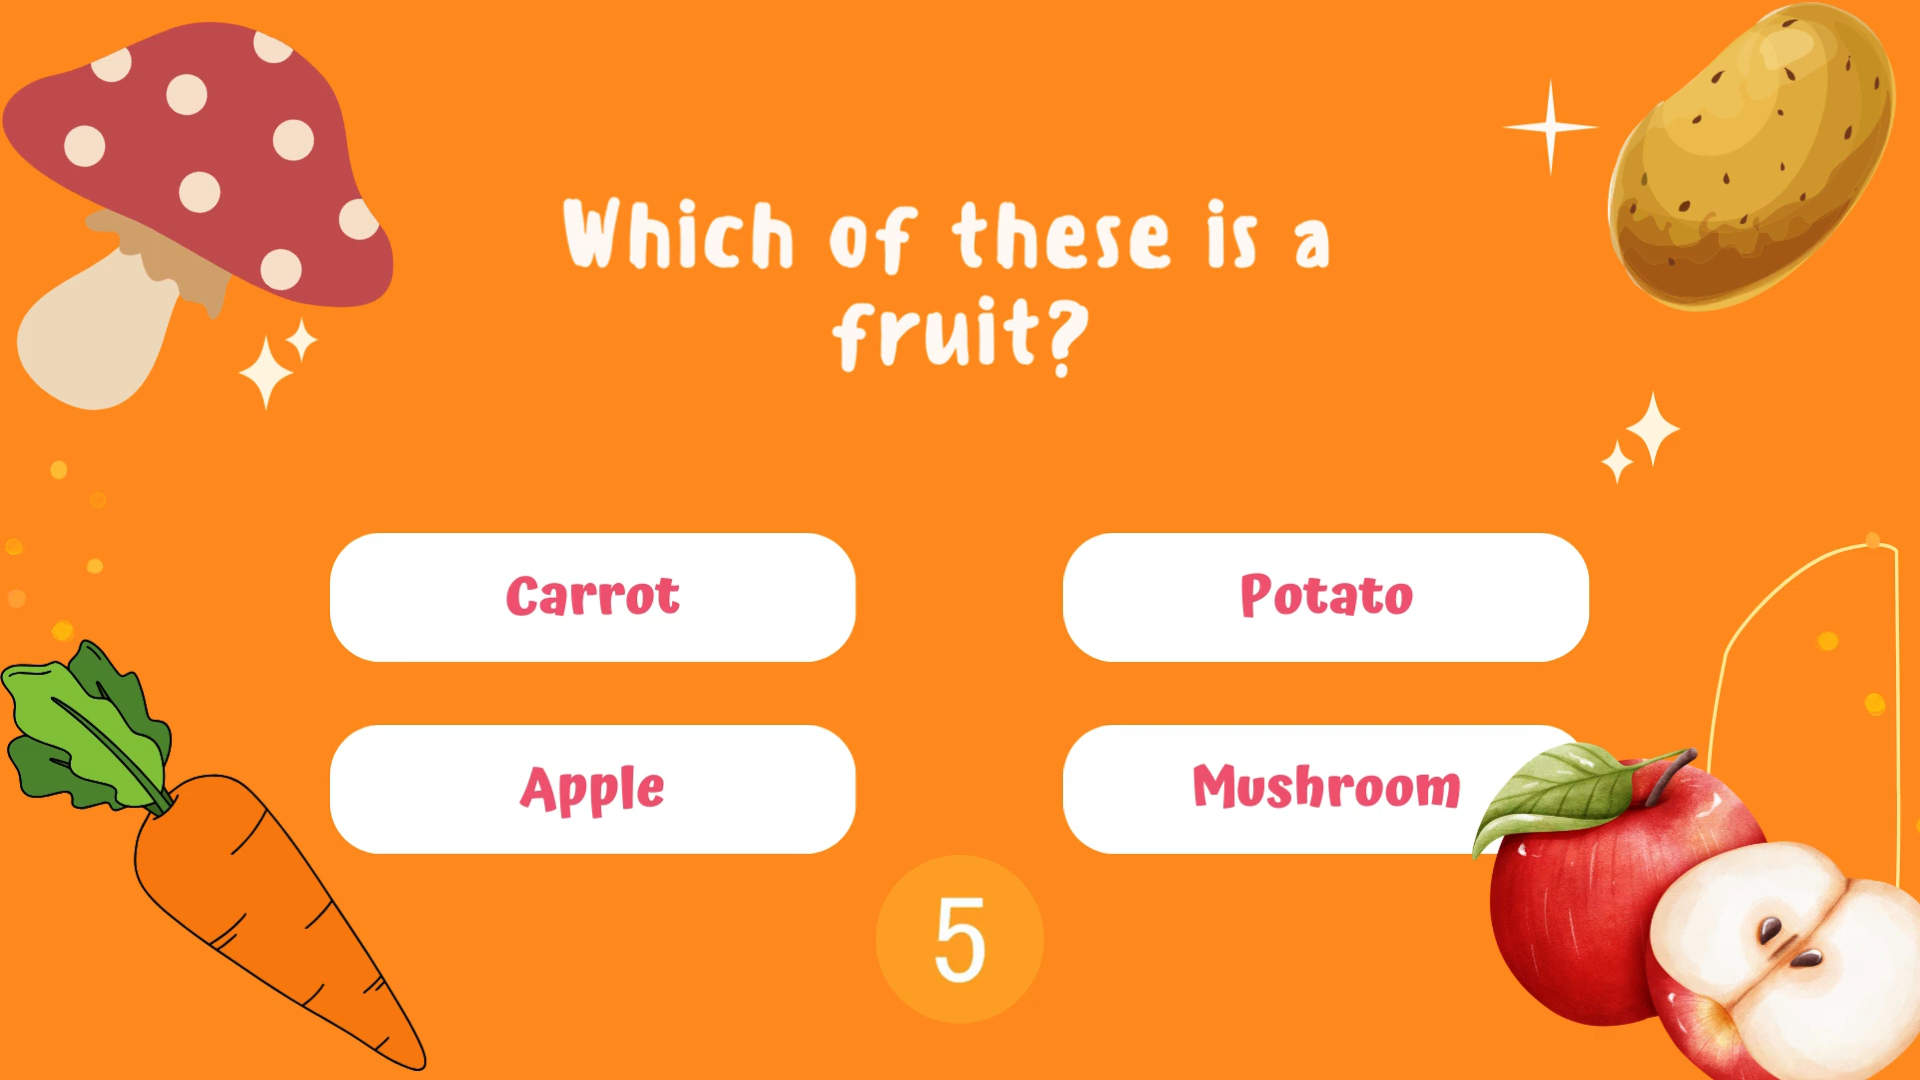 Which of these is a
fruit?
Carrot
Potato
Apple
Mushroom
5